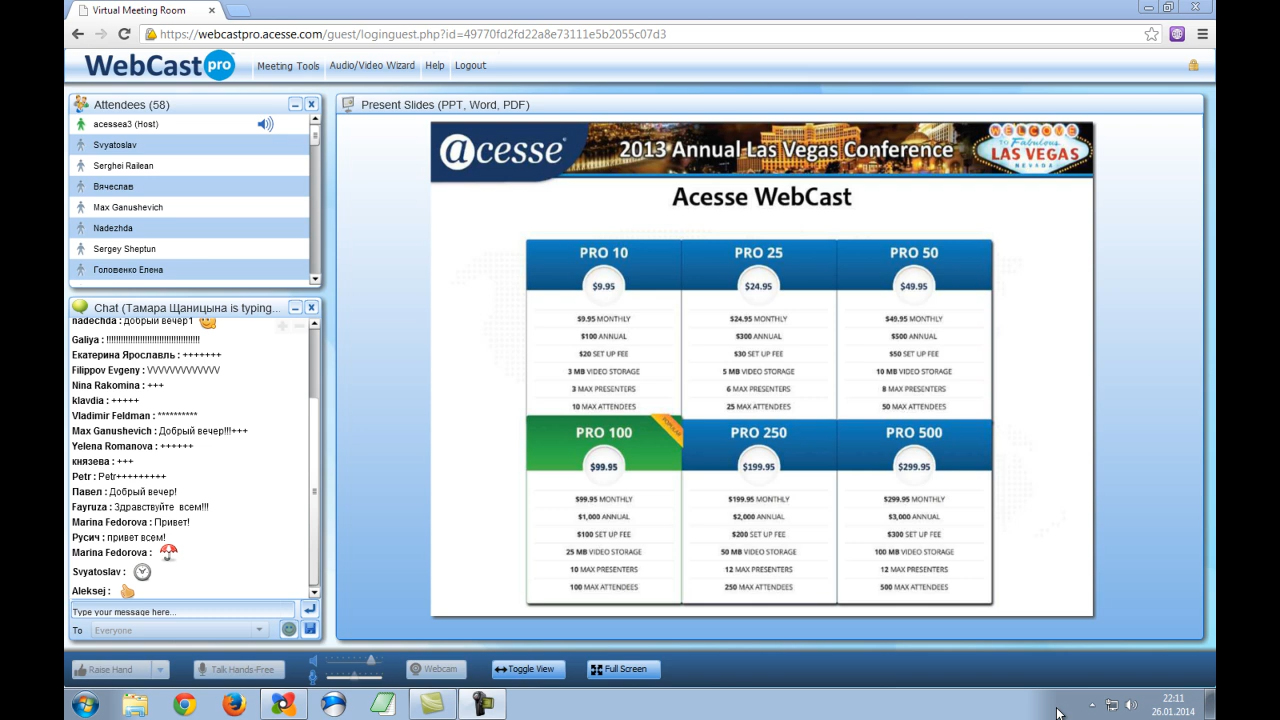 Virtual Meeting Room
https://webcastpro.acesse.com/guest/loginguest.php?id=49770fd2fd22a8e73111e5b2055c07d3
WebCast pro Meeting Tools Audio/Video Wizard Help Logout
Attendees (58)
acessea3 (Host)
Svyatoslav
Serghei Railean
Вячеслав
Max Ganushevich
Nadezhda
Sergey Sheptun
Головенко Елена
Chat (Тамара Щаницына is typing...
nadechda : добрый вечер1
Galiya : !!!!!!!!!!!!!!!!!!!!!!!!!!!!!!!!!!!!!!!
Екатерина Ярославль : +++++++
Filippov Evgeny : VVVVVVVVVVVV
Nina Rakomina : +++
klavdia : +++++
Vladimir Feldman : **********
Max Ganushevich : Добрый вечер!!!+++
Yelena Romanova : ++++++
князева : +++
Petr : Petr+++++++++
Павел : Добрый вечер!
Fayruza : Здравствуйте всем!!!
Marina Fedorova : Привет!
Русич : привет всем!
Marina Fedorova :
Svyatoslav :
Aleksej :
Type your message here...
To Everyone
Present Slides (PPT, Word, PDF)
acesse 2013 Annual Las Vegas Conference
WELCOME
TO Fabulous
LAS VEGAS
NEVADA
Acesse WebCast
PRO 10
$9.95
$9.95 MONTHLY
$100 ANNUAL
$20 SET UP FEE
3 MB VIDEO STORAGE
3 MAX PRESENTERS
10 MAX ATTENDEES
PRO 25
$24.95
$24.95 MONTHLY
$300 ANNUAL
$30 SET UP FEE
5 MB VIDEO STORAGE
6 MAX PRESENTERS
25 MAX ATTENDEES
PRO 50
$49.95
$49.95 MONTHLY
$500 ANNUAL
$50 SET UP FEE
10 MB VIDEO STORAGE
8 MAX PRESENTERS
50 MAX ATTENDEES
PRO 100
POPULAR
$99.95
$99.95 MONTHLY
$1,000 ANNUAL
$100 SET UP FEE
25 MB VIDEO STORAGE
10 MAX PRESENTERS
100 MAX ATTENDEES
PRO 250
$199.95
$199.95 MONTHLY
$2,000 ANNUAL
$200 SET UP FEE
50 MB VIDEO STORAGE
12 MAX PRESENTERS
250 MAX ATTENDEES
PRO 500
$299.95
$299.95 MONTHLY
$3,000 ANNUAL
$300 SET UP FEE
100 MB VIDEO STORAGE
12 MAX PRESENTERS
500 MAX ATTENDEES
Raise Hand Talk Hands-Free Webcam Toggle View Full Screen
22:11
26.01.2014